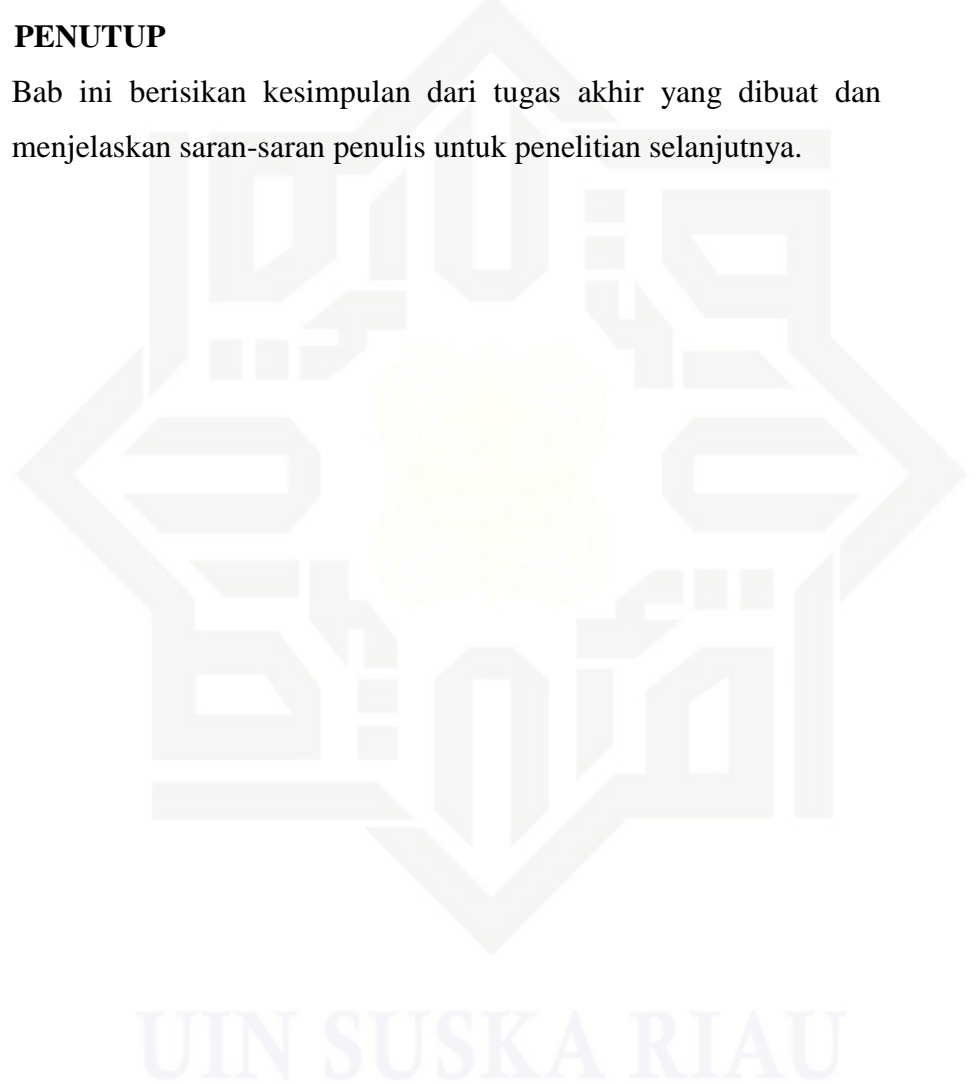 PENUTUP
Bab ini berisikan kesimpulan dari tugas akhir yang dibuat dan
menjelaskan saran-saran penulis untuk penelitian selanjutnya.
UIN SUSKA RIAU